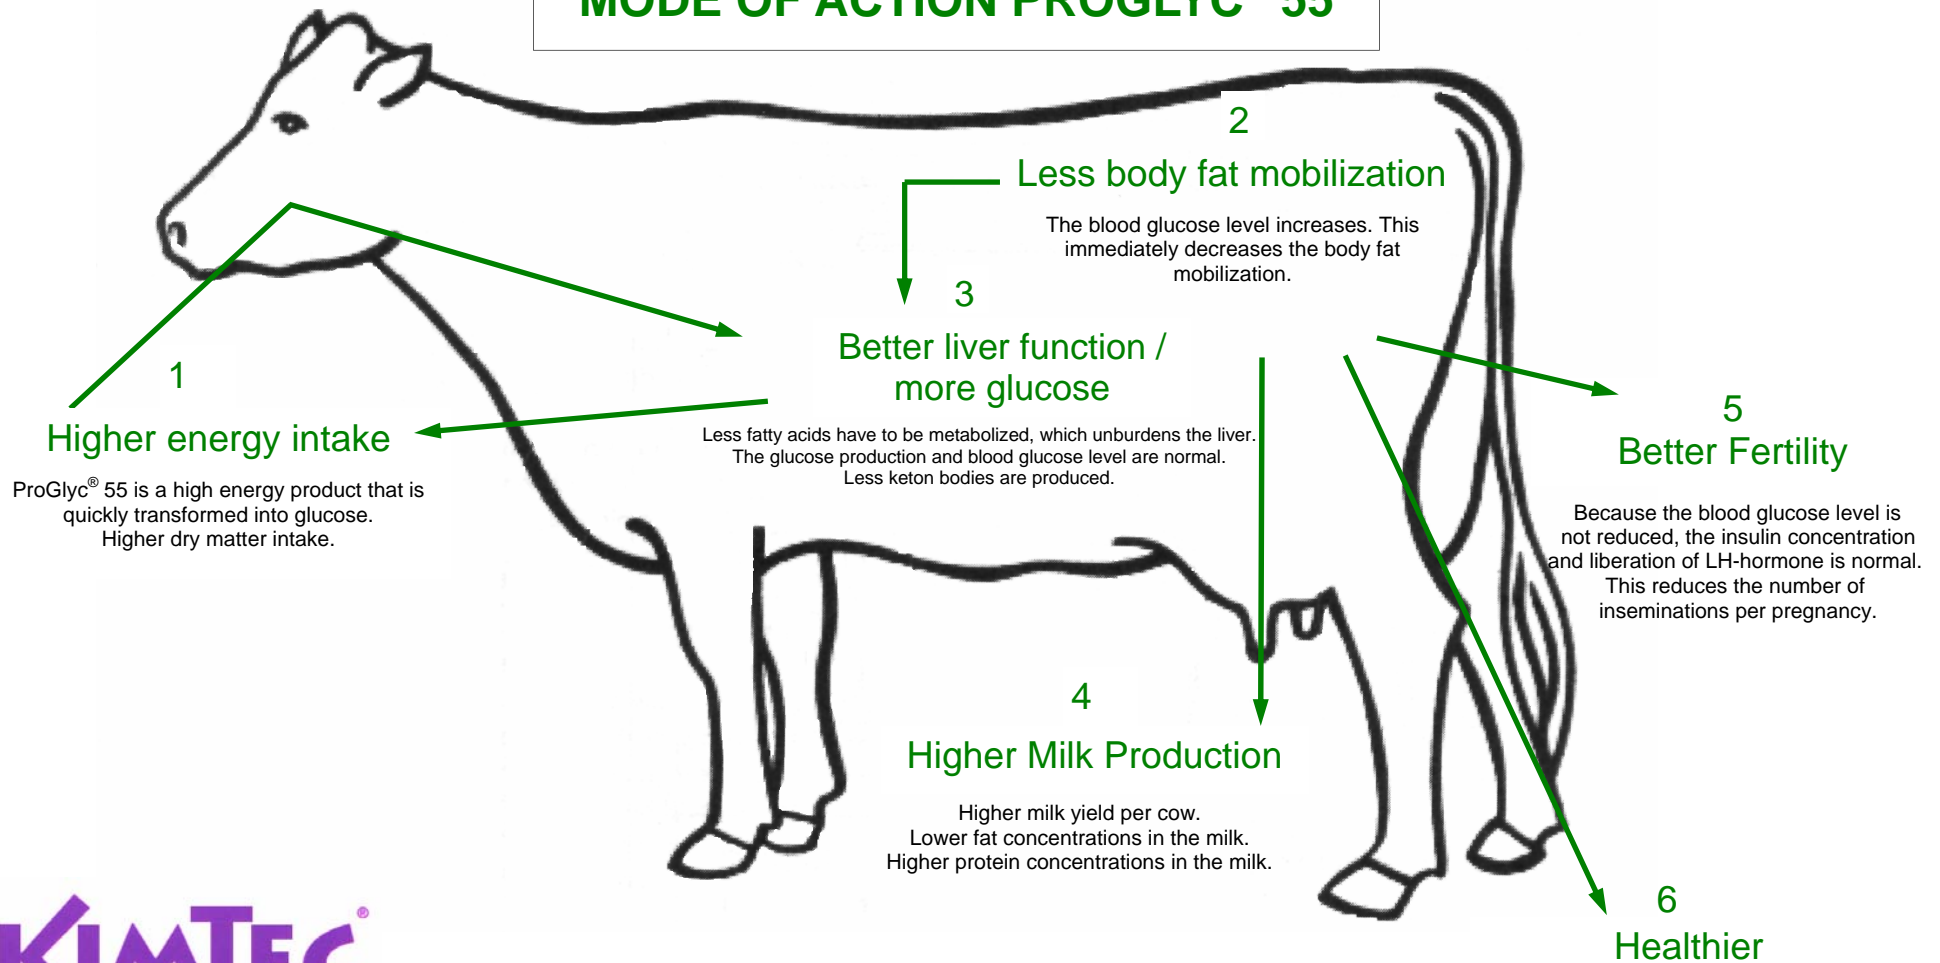 MODE OF ACTION PROGLYC 55
2
Less body fat mobilization
The blood glucose level increases. This
immediately decreases the body fat
mobilization.
3
Better liver function /
more glucose
Less fatty acids have to be metabolized, which unburdens the liver.
The glucose production and blood glucose level are normal.
Less keton bodies are produced.
1
Higher energy intake
ProGlyc® 55 is a high energy product that is
quickly transformed into glucose.
Higher dry matter intake.
5
Better Fertility
Because the blood glucose level is
not reduced, the insulin concentration
and liberation of LH-hormone is normal.
This reduces the number of
inseminations per pregnancy.
4
Higher Milk Production
Higher milk yield per cow.
Lower fat concentrations in the milk.
Higher protein concentrations in the milk.
6
Healthier
KIMTEC®